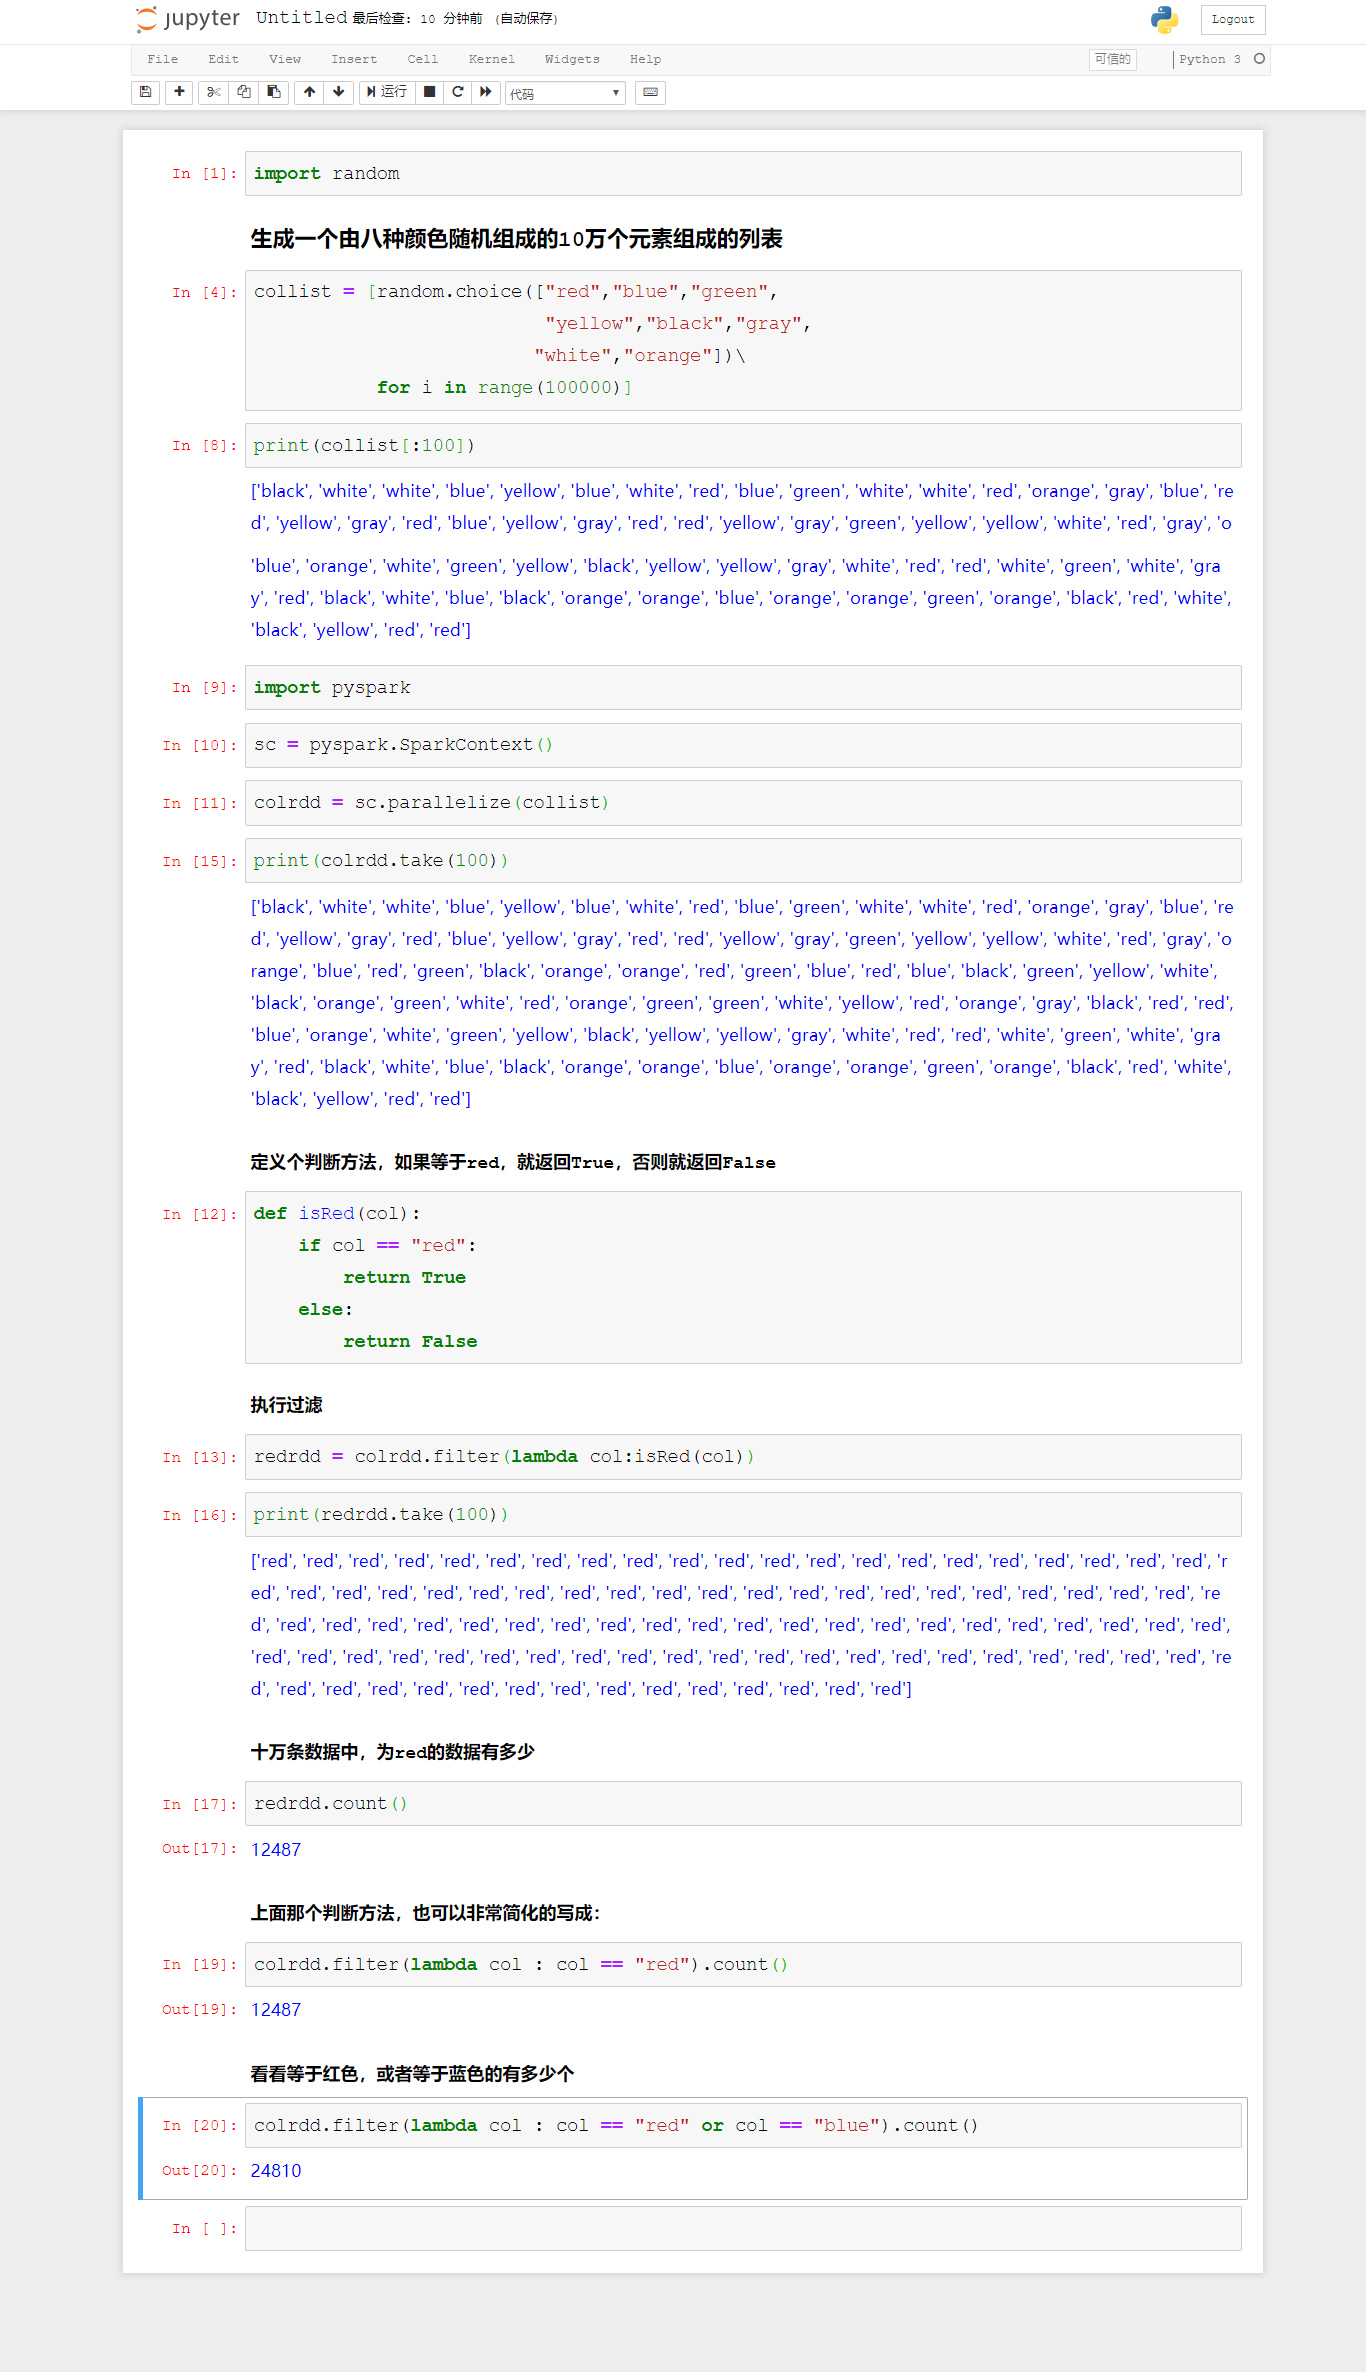 jupyter Untitled 最后检查: 10 分钟前 (自动保存) Logout
File Edit View Insert Cell Kernel Widgets Help 可信的 Python 3
运行 代码
In [1]: import random
生成一个由八种颜色随机组成的10万个元素组成的列表
In [4]: collist = [random.choice(["red","blue","green",
"yellow","black","gray",
"white","orange"])\
for i in range(100000)]
In [8]: print(collist[:100])
['black', 'white', 'white', 'blue', 'yellow', 'blue', 'white', 'red', 'blue', 'green', 'white', 'white', 'red', 'orange', 'gray', 'blue', 're
d', 'yellow', 'gray', 'red', 'blue', 'yellow', 'gray', 'red', 'red', 'yellow', 'gray', 'green', 'yellow', 'yellow', 'white', 'red', 'gray', 'o
'blue', 'orange', 'white', 'green', 'yellow', 'black', 'yellow', 'yellow', 'gray', 'white', 'red', 'red', 'white', 'green', 'white', 'gra
y', 'red', 'black', 'white', 'blue', 'black', 'orange', 'orange', 'blue', 'orange', 'orange', 'green', 'orange', 'black', 'red', 'white',
'black', 'yellow', 'red', 'red']
In [9]: import pyspark
In [10]: sc = pyspark.SparkContext()
In [11]: colrdd = sc.parallelize(collist)
In [15]: print(colrdd.take(100))
['black', 'white', 'white', 'blue', 'yellow', 'blue', 'white', 'red', 'blue', 'green', 'white', 'white', 'red', 'orange', 'gray', 'blue', 're
d', 'yellow', 'gray', 'red', 'blue', 'yellow', 'gray', 'red', 'red', 'yellow', 'gray', 'green', 'yellow', 'yellow', 'white', 'red', 'gray', 'o
range', 'blue', 'red', 'green', 'black', 'orange', 'orange', 'red', 'green', 'blue', 'red', 'blue', 'black', 'green', 'yellow', 'white',
'black', 'orange', 'green', 'white', 'red', 'orange', 'green', 'green', 'white', 'yellow', 'red', 'orange', 'gray', 'black', 'red', 'red',
'blue', 'orange', 'white', 'green', 'yellow', 'black', 'yellow', 'yellow', 'gray', 'white', 'red', 'red', 'white', 'green', 'white', 'gra
y', 'red', 'black', 'white', 'blue', 'black', 'orange', 'orange', 'blue', 'orange', 'orange', 'green', 'orange', 'black', 'red', 'white',
'black', 'yellow', 'red', 'red']
定义个判断方法，如果等于red，就返回True，否则就返回False
In [12]: def isRed(col):
if col == "red":
return True
else:
return False
执行过滤
In [13]: redrdd = colrdd.filter(lambda col:isRed(col))
In [16]: print(redrdd.take(100))
['red', 'red', 'red', 'red', 'red', 'red', 'red', 'red', 'red', 'red', 'red', 'red', 'red', 'red', 'red', 'red', 'red', 'red', 'red', 'red', 'red', 'r
ed', 'red', 'red', 'red', 'red', 'red', 'red', 'red', 'red', 'red', 'red', 'red', 'red', 'red', 'red', 'red', 'red', 'red', 'red', 'red', 'red', 're
d', 'red', 'red', 'red', 'red', 'red', 'red', 'red', 'red', 'red', 'red', 'red', 'red', 'red', 'red', 'red', 'red', 'red', 'red', 'red', 'red', 'red',
'red', 'red', 'red', 'red', 'red', 'red', 'red', 'red', 'red', 'red', 'red', 'red', 'red', 'red', 'red', 'red', 'red', 'red', 'red', 'red', 'red', 're
d', 'red', 'red', 'red', 'red', 'red', 'red', 'red', 'red', 'red', 'red', 'red', 'red', 'red', 'red']
十万条数据中，为red的数据有多少
In [17]: redrdd.count()
Out[17]: 12487
上面那个判断方法，也可以非常简化的写成：
In [19]: colrdd.filter(lambda col : col == "red").count()
Out[19]: 12487
看看等于红色，或者等于蓝色的有多少个
In [20]: colrdd.filter(lambda col : col == "red" or col == "blue").count()
Out[20]: 24810
In [ ]: